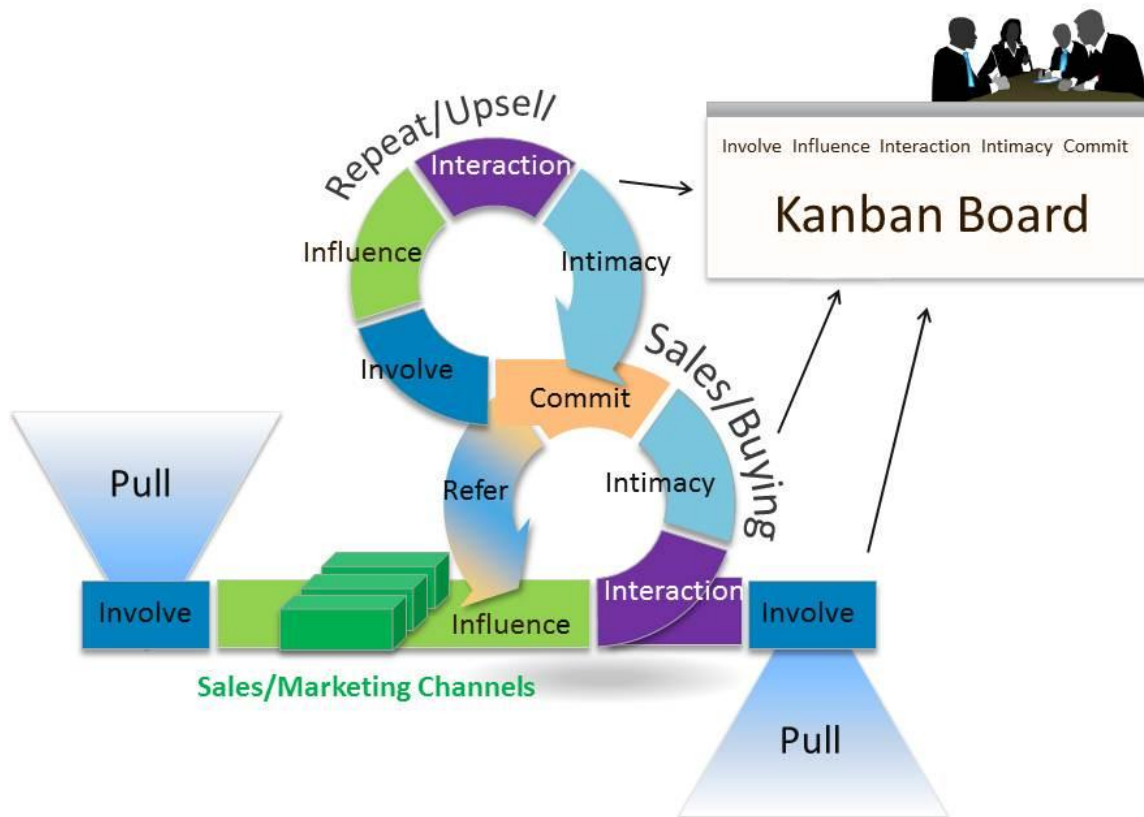 Repeat/Upsell
Involve Influence Interaction Intimacy Commit
Kanban Board
Interaction
Influence
Intimacy
Involve
Commit
Sales/Buying
Pull
Refer
Intimacy
Involve
Influence
Interaction
Involve
Sales/Marketing Channels
Pull